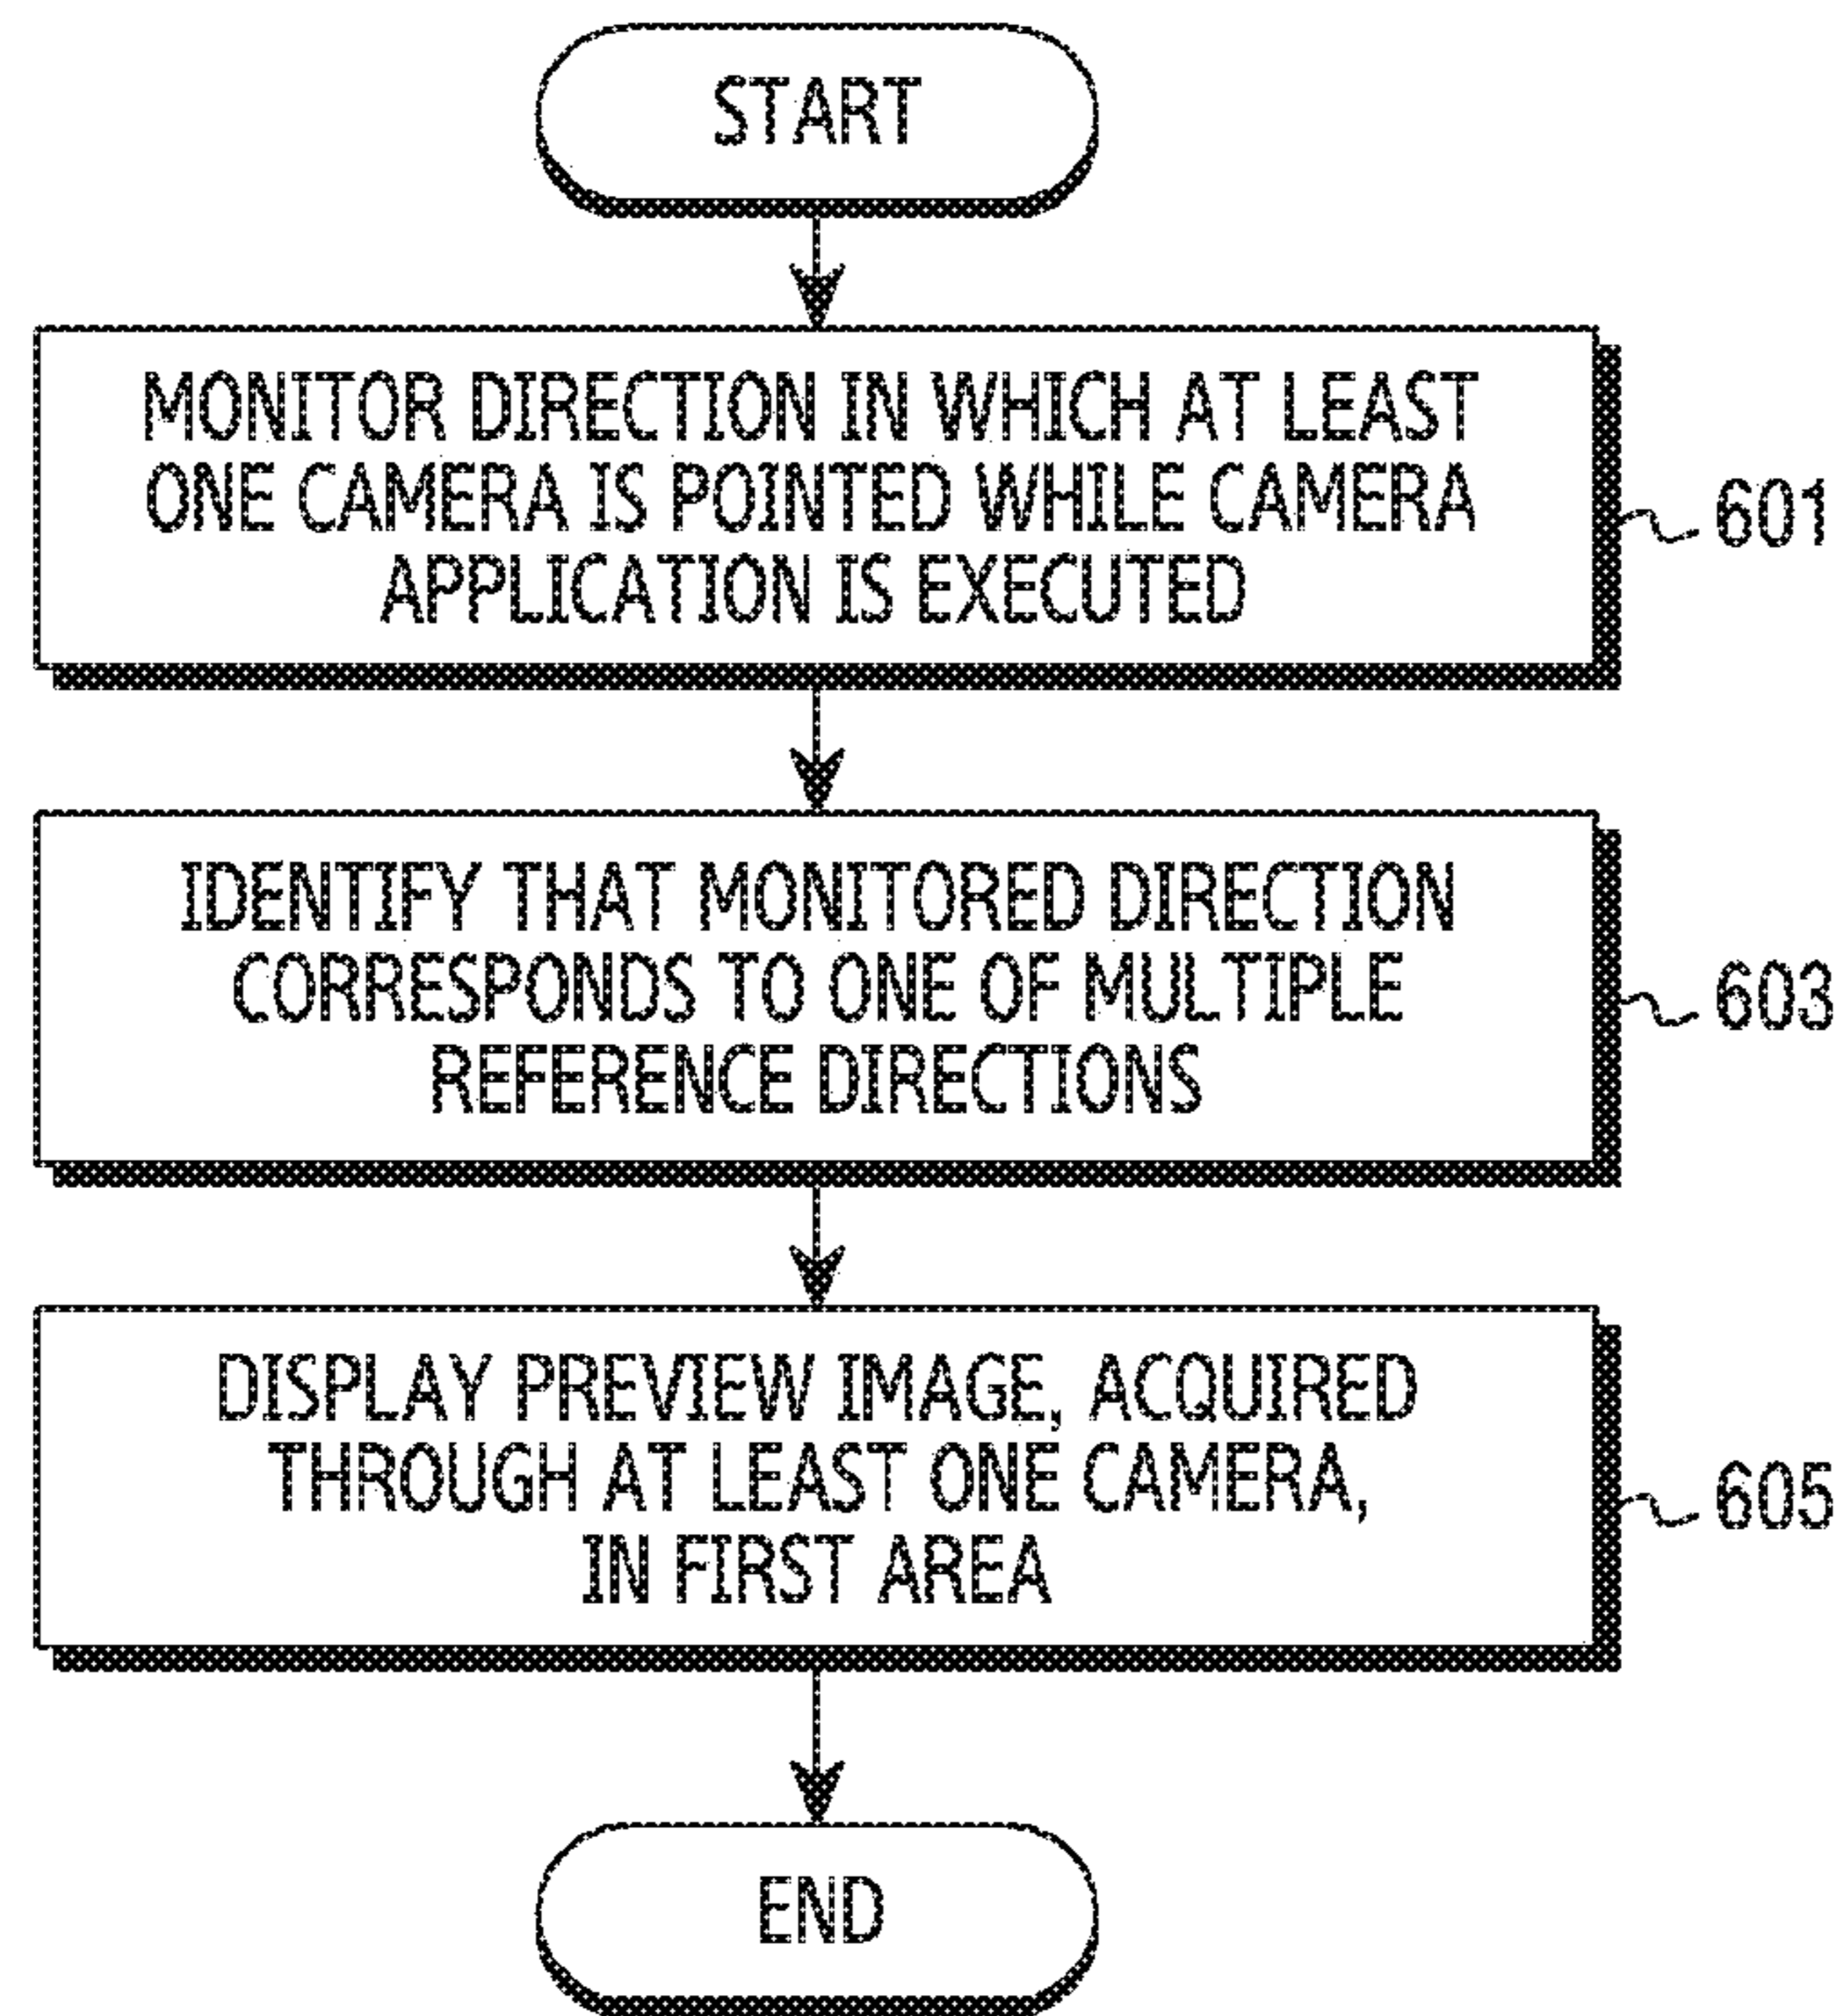 START
MONITOR DIRECTION IN WHICH AT LEAST
ONE CAMERA IS POINTED WHILE CAMERA
APPLICATION IS EXECUTED
601
IDENTIFY THAT MONITORED DIRECTION
CORRESPONDS TO ONE OF MULTIPLE
REFERENCE DIRECTIONS
603
DISPLAY PREVIEW IMAGE, ACQUIRED
THROUGH AT LEAST ONE CAMERA,
IN FIRST AREA
605
END